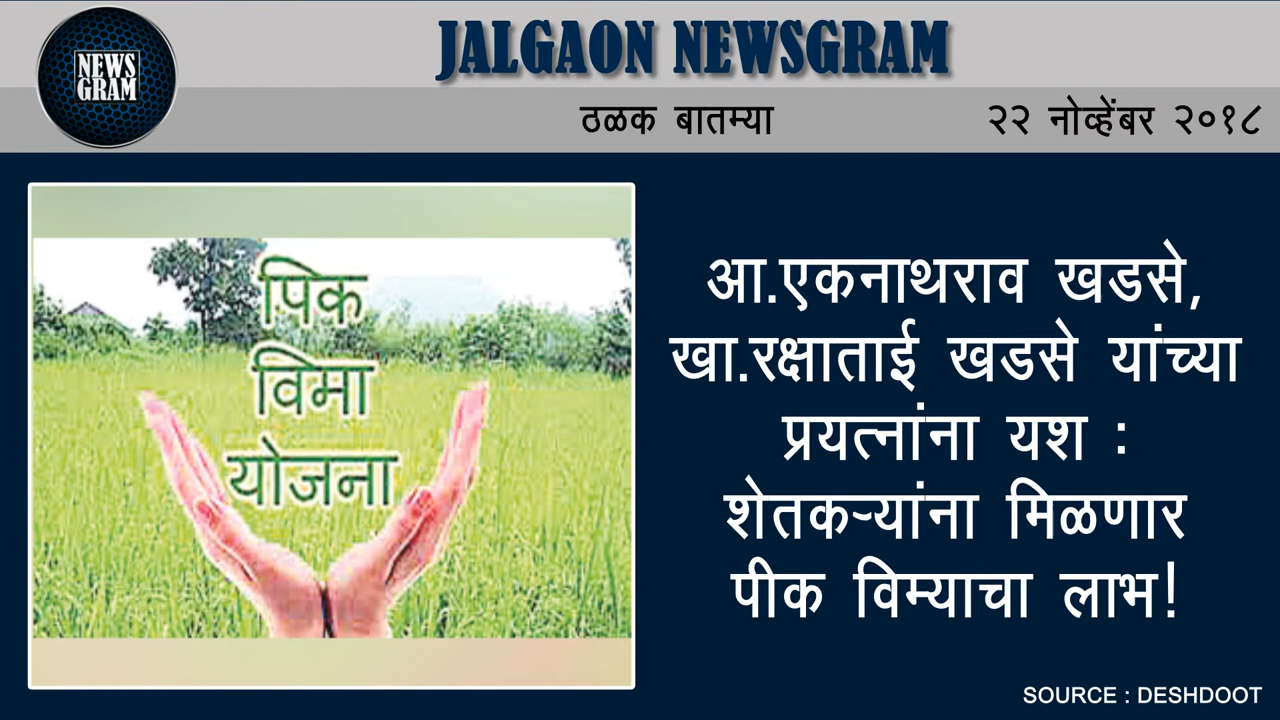 NEWS
GRAM
JALGAON NEWSGRAM
ठळक बातम्या
२२ नोव्हेंबर २०१८
पिक
विमा
योजना
आ.एकनाथराव खडसे,
खा.रक्षाताई खडसे यांच्या
प्रयत्नांना यश :
शेतकऱ्यांना मिळणार
पीक विम्याचा लाभ!
SOURCE : DESHDOOT